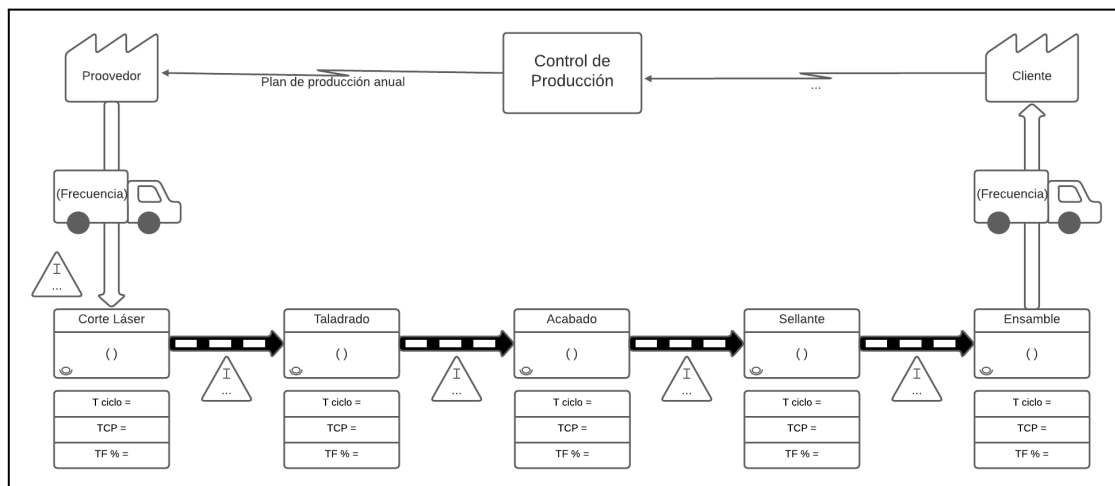 Proovedor
Plan de producción anual
Control de
Producción
...
Cliente
(Frecuencia)
(Frecuencia)
I
...
Corte Láser
( )
Taladrado
( )
Acabado
( )
Sellante
( )
Ensamble
( )
I
...
I
...
I
...
I
...
T ciclo =
TCP =
TF % =
T ciclo =
TCP =
TF % =
T ciclo =
TCP =
TF % =
T ciclo =
TCP =
TF % =
T ciclo =
TCP =
TF % =